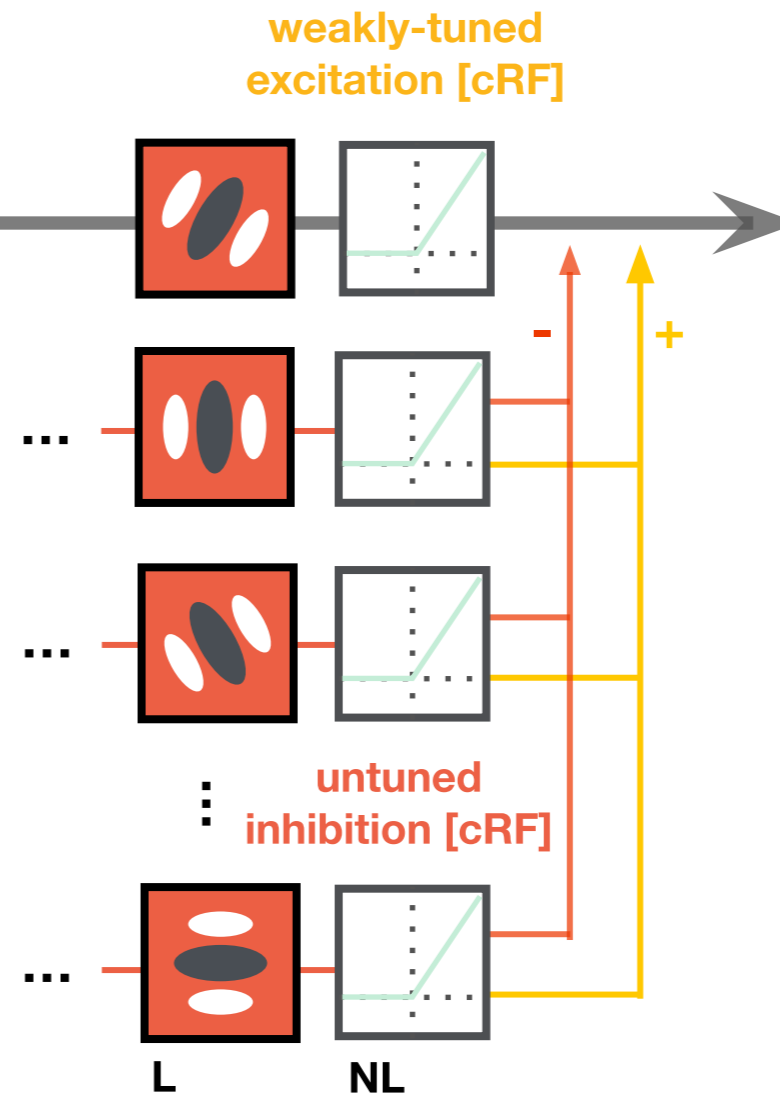 weakly-tuned
excitation [cRF]
- +
...
...
untuned
inhibition [cRF]
...
L NL